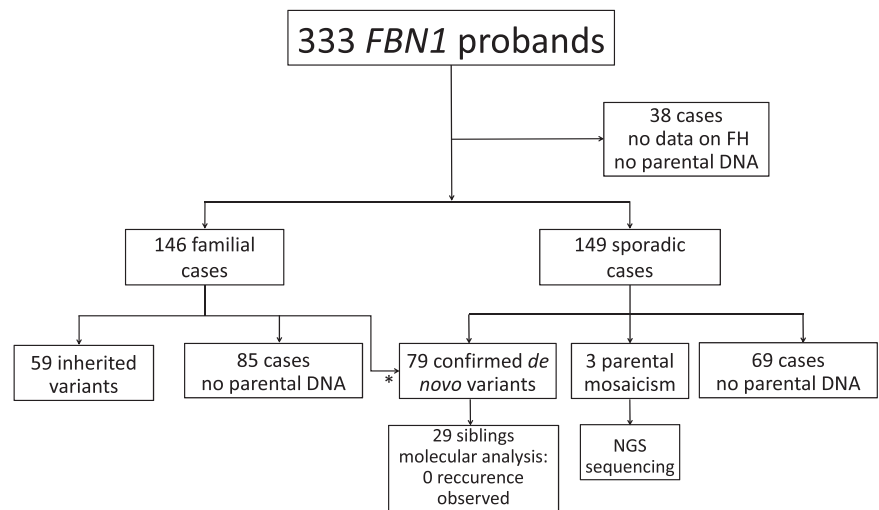 333 FBN1 probands
38 cases
no data on FH
no parental DNA
146 familial
cases
149 sporadic
cases
59 inherited
variants
85 cases
no parental DNA
*
79 confirmed de
novo variants
3 parental
mosaicism
69 cases
no parental DNA
29 siblings
molecular analysis:
0 reccurence
observed
NGS
sequencing